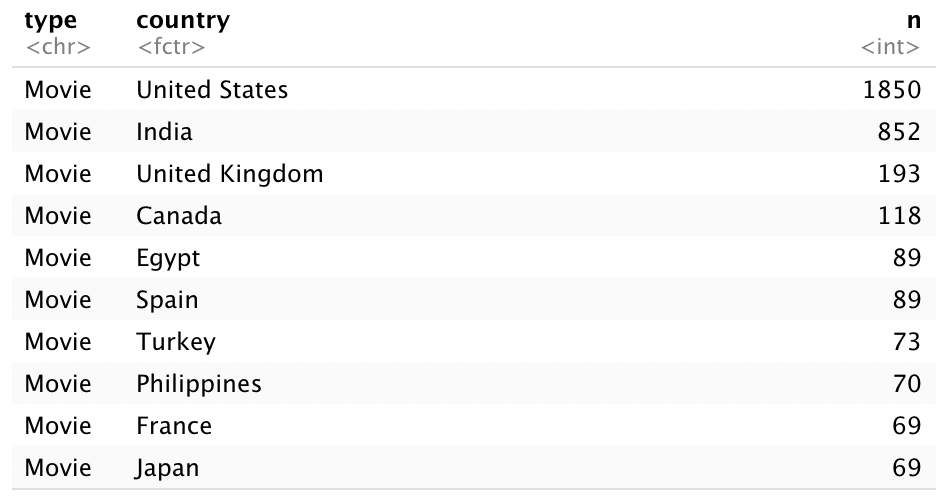 type country n
<chr> <fctr> <int>
Movie United States 1850
Movie India 852
Movie United Kingdom 193
Movie Canada 118
Movie Egypt 89
Movie Spain 89
Movie Turkey 73
Movie Philippines 70
Movie France 69
Movie Japan 69